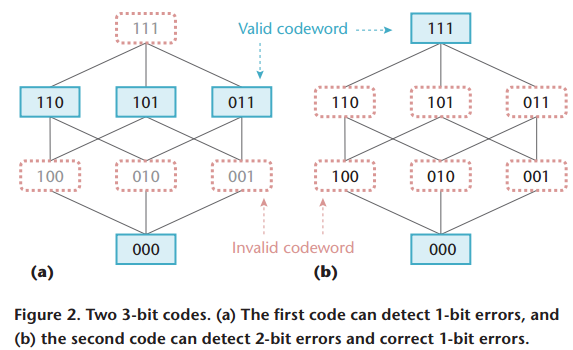 111 Valid codeword 111
110 101 011 110 101 011
100 010 001 100 010 001
000 Invalid codeword 000
(a) (b)
Figure 2. Two 3-bit codes. (a) The first code can detect 1-bit errors, and
(b) the second code can detect 2-bit errors and correct 1-bit errors.